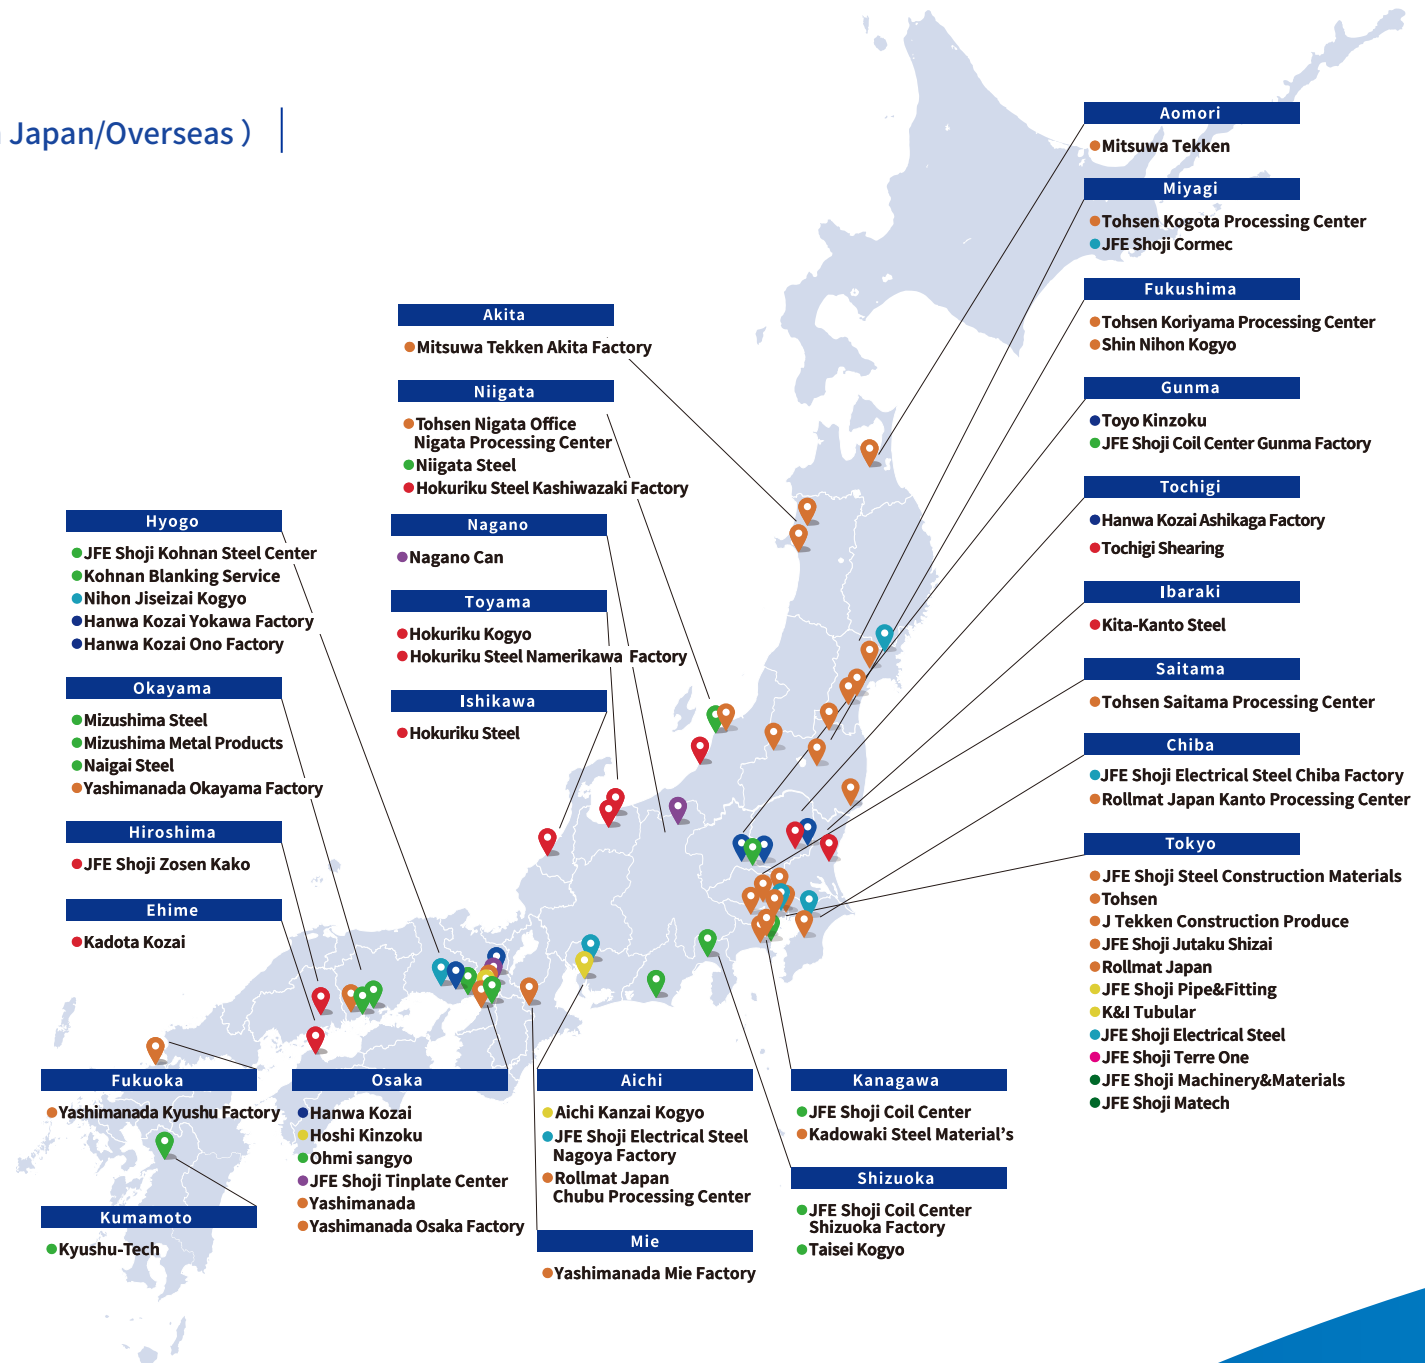 Japan/Overseas ）
Aomori
Mitsuwa Tekken
Miyagi
Tohsen Kogota Processing Center
JFE Shoji Cormec
Fukushima
Tohsen Koriyama Processing Center
Shin Nihon Kogyo
Gunma
Toyo Kinzoku
JFE Shoji Coil Center Gunma Factory
Tochigi
Hanwa Kozai Ashikaga Factory
Tochigi Shearing
Ibaraki
Kita-Kanto Steel
Saitama
Tohsen Saitama Processing Center
Chiba
JFE Shoji Electrical Steel Chiba Factory
Rollmat Japan Kanto Processing Center
Tokyo
JFE Shoji Steel Construction Materials
Tohsen
J Tekken Construction Produce
JFE Shoji Jutaku Shizai
Rollmat Japan
JFE Shoji Pipe&Fitting
K&I Tubular
JFE Shoji Electrical Steel
JFE Shoji Terre One
JFE Shoji Machinery&Materials
JFE Shoji Matech
Akita
Mitsuwa Tekken Akita Factory
Niigata
Tohsen Nigata Office
Nigata Processing Center
Niigata Steel
Hokuriku Steel Kashiwazaki Factory
Nagano
Nagano Can
Toyama
Hokuriku Kogyo
Hokuriku Steel Namerikawa Factory
Ishikawa
Hokuriku Steel
Hyogo
JFE Shoji Kohnan Steel Center
Kohnan Blanking Service
Nihon Jiseizai Kogyo
Hanwa Kozai Yokawa Factory
Hanwa Kozai Ono Factory
Okayama
Mizushima Steel
Mizushima Metal Products
Naigai Steel
Yashimanada Okayama Factory
Hiroshima
JFE Shoji Zosen Kako
Ehime
Kadota Kozai
Fukuoka
Yashimanada Kyushu Factory
Kumamoto
Kyushu-Tech
Osaka
Hanwa Kozai
Hoshi Kinzoku
Ohmi sangyo
JFE Shoji Tinplate Center
Yashimanada
Yashimanada Osaka Factory
Aichi
Aichi Kanzai Kogyo
JFE Shoji Electrical Steel
Nagoya Factory
Rollmat Japan
Chubu Processing Center
Mie
Yashimanada Mie Factory
Kanagawa
JFE Shoji Coil Center
Kadowaki Steel Material's
Shizuoka
JFE Shoji Coil Center
Shizuoka Factory
Taisei Kogyo